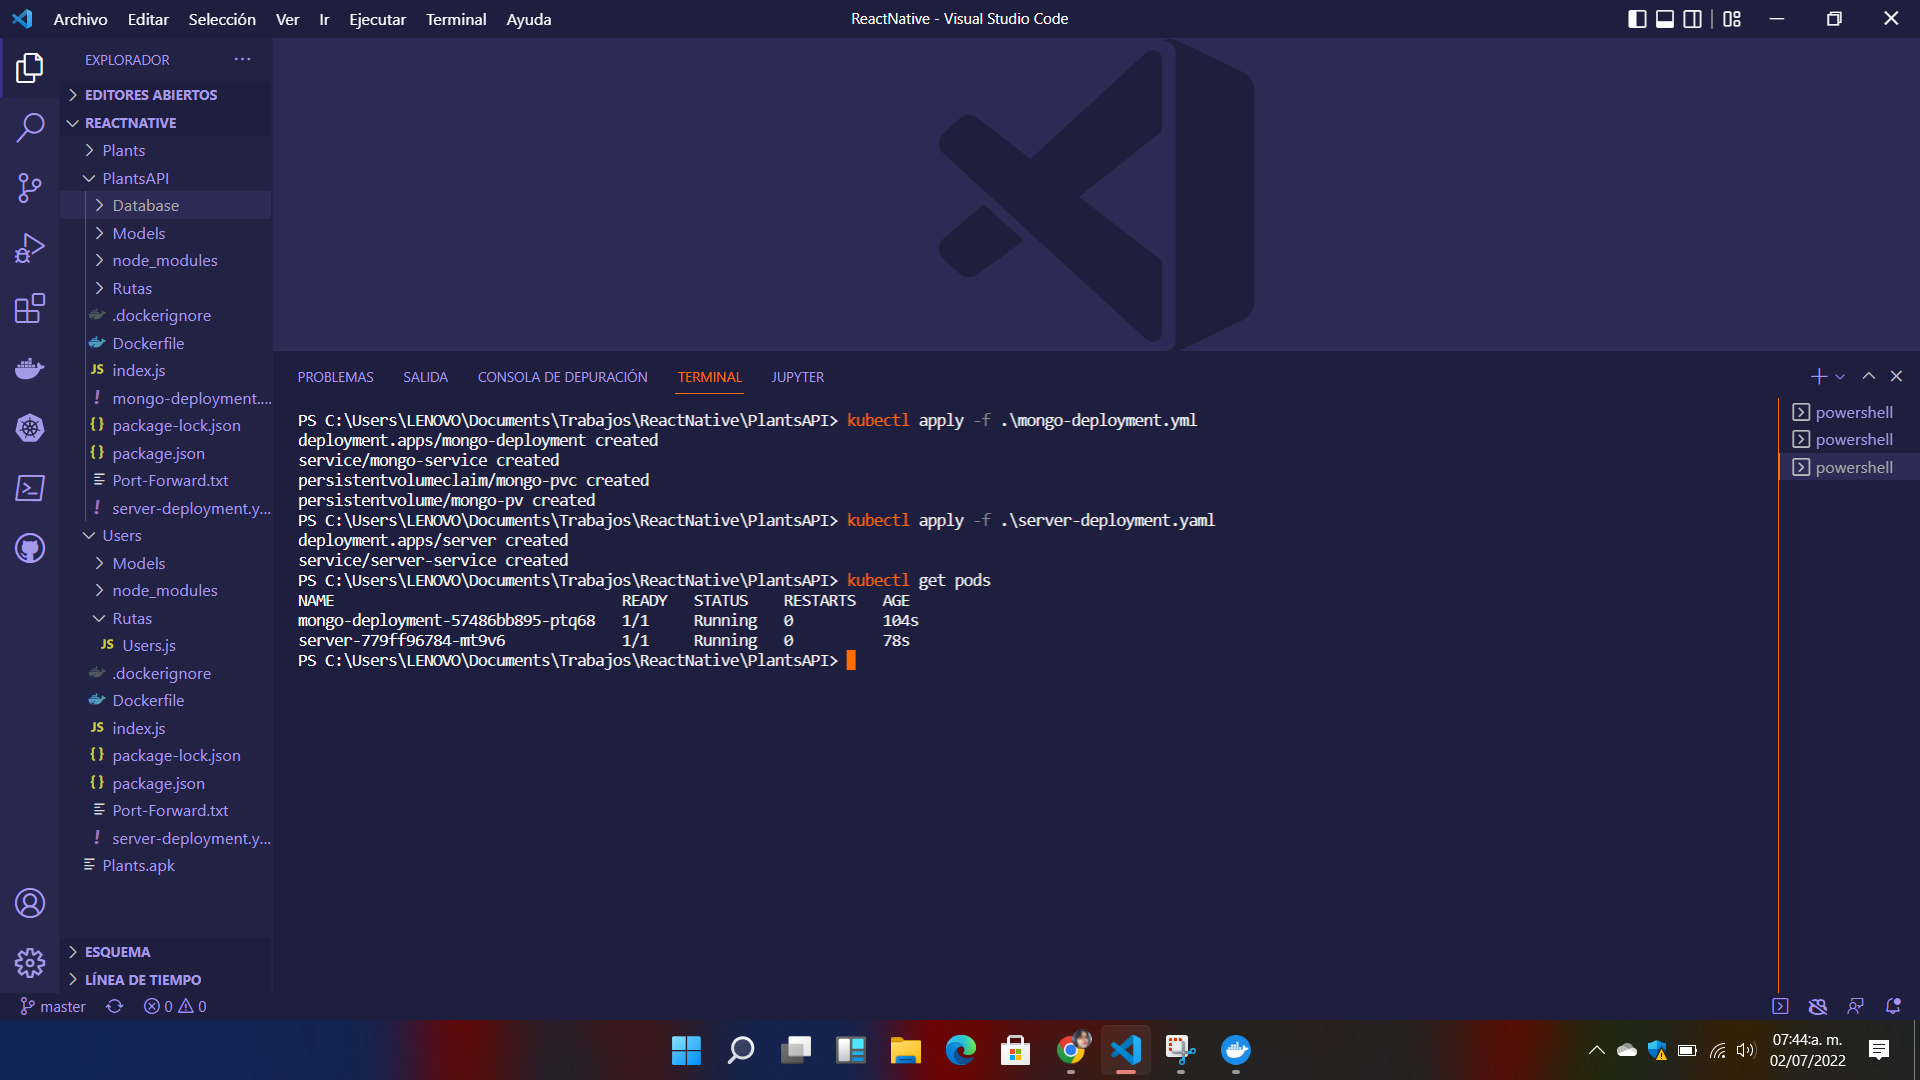 Archivo Editar Selección Ver Ir Ejecutar Terminal Ayuda
ReactNative - Visual Studio Code
EXPLORADOR
EDITORES ABIERTOS
REACTNATIVE
Plants
PlantsAPI
Database
Models
node_modules
Rutas
.dockerignore
Dockerfile
JS index.js
! mongo-deployment....
{} package-lock.json
{} package.json
Port-Forward.txt
! server-deployment.y...
Users
Models
node_modules
Rutas
JS Users.js
.dockerignore
Dockerfile
JS index.js
{} package-lock.json
{} package.json
Port-Forward.txt
! server-deployment.y...
Plants.apk
ESQUEMA
LÍNEA DE TIEMPO
PROBLEMAS SALIDA CONSOLA DE DEPURACIÓN TERMINAL JUPYTER
PS C:\Users\LENOVO\Documents\Trabajos\ReactNative\PlantsAPI> kubectl apply -f .\mongo-deployment.yml
deployment.apps/mongo-deployment created
service/mongo-service created
persistentvolumeclaim/mongo-pvc created
persistentvolume/mongo-pv created
PS C:\Users\LENOVO\Documents\Trabajos\ReactNative\PlantsAPI> kubectl apply -f .\server-deployment.yaml
deployment.apps/server created
service/server-service created
PS C:\Users\LENOVO\Documents\Trabajos\ReactNative\PlantsAPI> kubectl get pods
NAME READY STATUS RESTARTS AGE
mongo-deployment-57486bb895-ptq68 1/1 Running 0 104s
server-779ff96784-mt9v6 1/1 Running 0 78s
PS C:\Users\LENOVO\Documents\Trabajos\ReactNative\PlantsAPI>
powershell
powershell
powershell
master 0 0
07:44:a. m.
02/07/2022